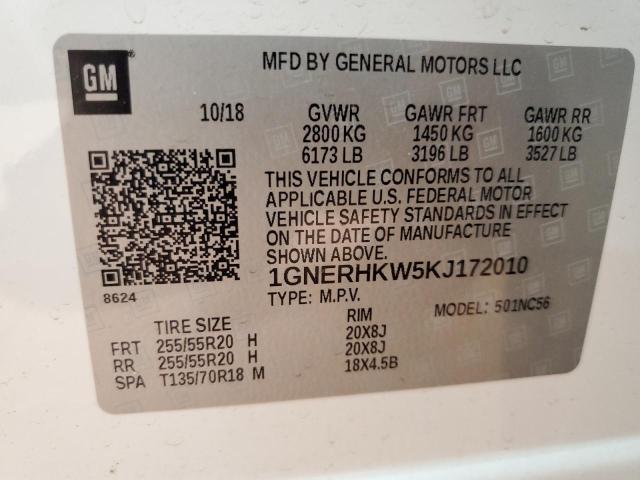 GM
MFD BY GENERAL MOTORS LLC
10/18 GVWR GAWR FRT GAWR RR
2800 KG 1450 KG 1600 KG
6173 LB 3196 LB 3527 LB
THIS VEHICLE CONFORMS TO ALL
APPLICABLE U.S. FEDERAL MOTOR
VEHICLE SAFETY STANDARDS IN EFFECT
ON THE DATE OF MANUFACTURE
SHOWN ABOVE.
1GNERHKW5KJ172010
8624
TYPE: M.P.V. MODEL: 501NC56
TIRE SIZE RIM
FRT 255/55R20 H 20X8J
RR 255/55R20 H 20X8J
SPA T135/70R18 M 18X4.5B